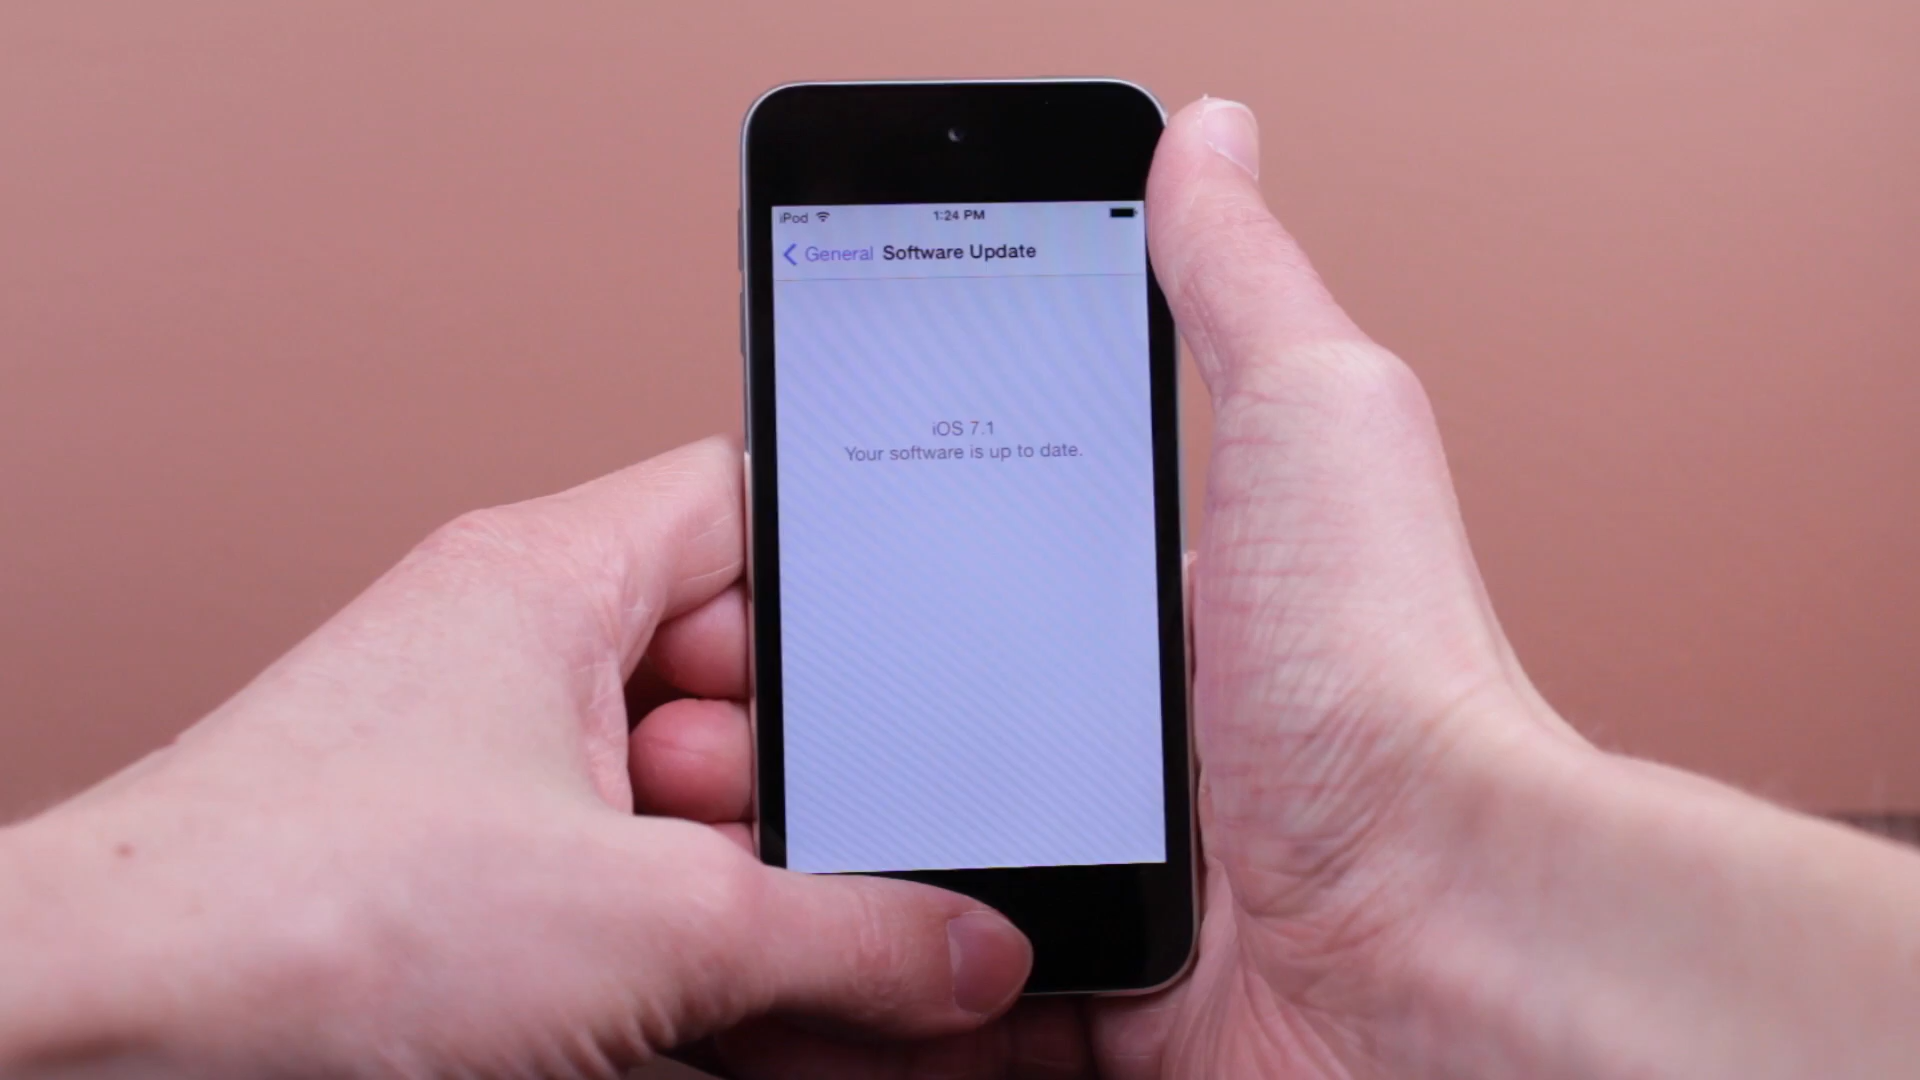 iPod 1:24 PM
General Software Update
iOS 7.1
Your software is up to date.